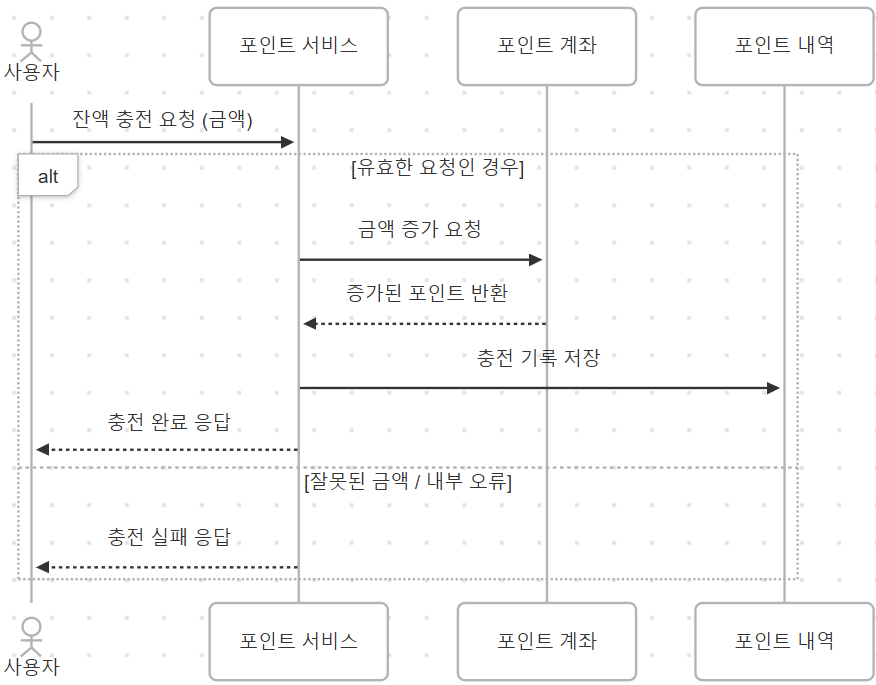 사용자
포인트 서비스
포인트 계좌
포인트 내역
잔액 충전 요청 (금액)
alt
[유효한 요청인 경우]
금액 증가 요청
증가된 포인트 반환
충전 기록 저장
충전 완료 응답
[잘못된 금액 / 내부 오류]
충전 실패 응답
사용자
포인트 서비스
포인트 계좌
포인트 내역